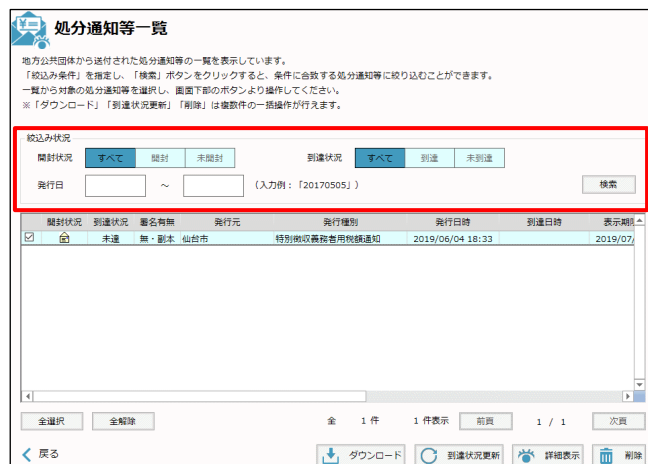 処分通知等一覧
地方公共団体から送付された処分通知等の一覧を表示しています。
「絞込み条件」を指定し、「検索」ボタンをクリックすると、条件に合致する処分通知等に絞り込むことができます。
一覧から対象の処分通知等を選択し、画面下部のボタンより操作してください。
※「ダウンロード」「到達状況更新」「削除」は複数件の一括操作が行えます。
絞込み状況
開封状況 すべて 開封 未開封 到達状況 すべて 到達 未到達
発行日 ～ (入力例：「20170505」) 検索
開封状況 到達状況 署名有無 発行元 発行種別 発行日時 到達日時 表示期限
未達 無・副本 仙台市 特別徴収義務者用税額通知 2019/06/04 18:33 2019/07/
全選択 全解除 全 1 件 1 件表示 前頁 1 / 1 次頁
戻る ダウンロード 到達状況更新 詳細表示 削除